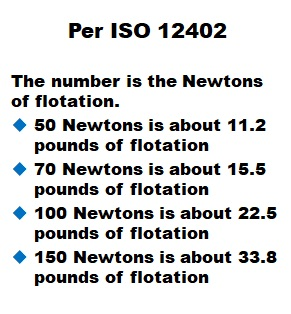 Per ISO 12402
The number is the Newtons
of flotation.
◆ 50 Newtons is about 11.2
pounds of flotation
◆ 70 Newtons is about 15.5
pounds of flotation
◆ 100 Newtons is about 22.5
pounds of flotation
◆ 150 Newtons is about 33.8
pounds of flotation